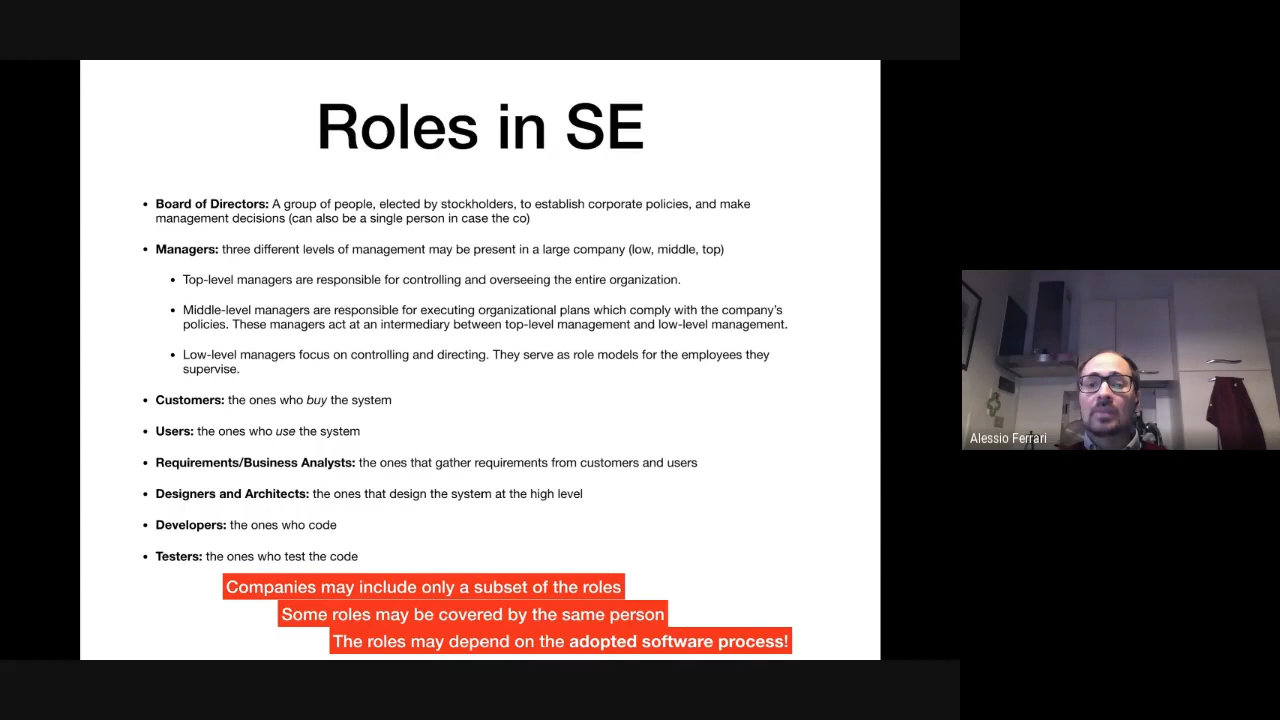 Roles in SE
• Board of Directors: A group of people, elected by stockholders, to establish corporate policies, and make
management decisions (can also be a single person in case the co)
• Managers: three different levels of management may be present in a large company (low, middle, top)
• Top-level managers are responsible for controlling and overseeing the entire organization.
• Middle-level managers are responsible for executing organizational plans which comply with the company's
policies. These managers act at an intermediary between top-level management and low-level management.
• Low-level managers focus on controlling and directing. They serve as role models for the employees they
supervise.
• Customers: the ones who buy the system
• Users: the ones who use the system
• Requirements/Business Analysts: the ones that gather requirements from customers and users
• Designers and Architects: the ones that design the system at the high level
• Developers: the ones who code
• Testers: the ones who test the code
Companies may include only a subset of the roles
Some roles may be covered by the same person
The roles may depend on the adopted software process!
Alessio Ferrari